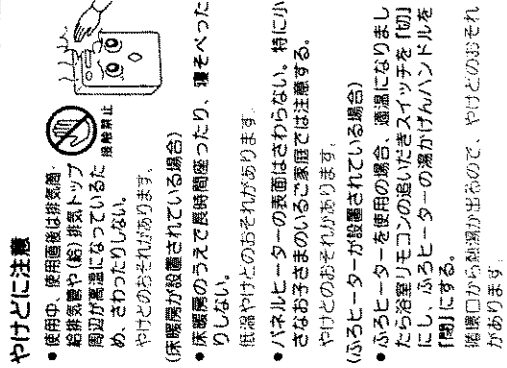 やけどに注意
●使用中、使用直後は排気筒・
給排気管や(給)排気トップ
周辺が高温になっているた
め、さわったりしない。
やけどのおそれがあります。
接触禁止
(床暖房が設置されている場合)
●床暖房のうえで長時間座ったり、寝そべった
りしない。
低温やけどのおそれがあります。
●パネルヒーターの表面はさわらない。特に小
さなお子さまのいるご家庭では注意する。
やけどのおそれがあります。
(ふろヒーターが設置されている場合)
●ふろヒーターを使用の場合、適温になりまし
たら浴室リモコンの追いだきスイッチを「切」
にし、ふろヒーターの湯かげんハンドルを
「閉」にする。
循環口から熱湯が出るので、やけどのおそれ
があります。